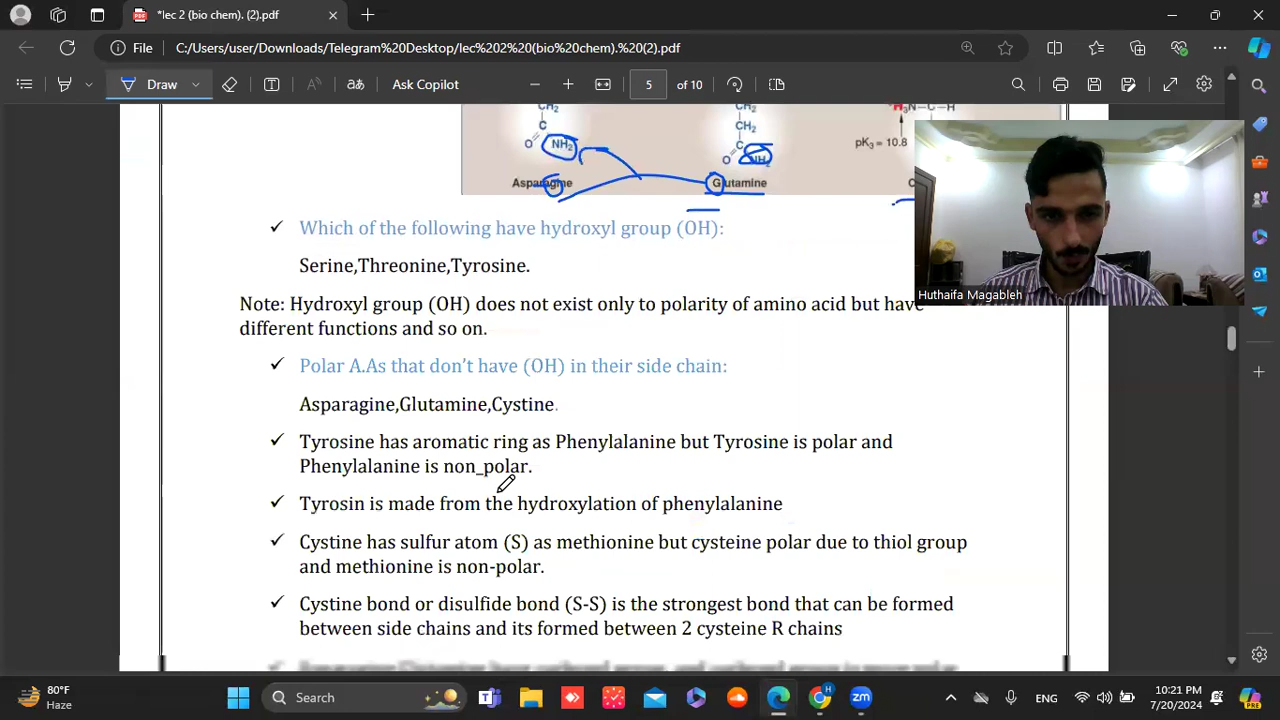 *lec 2 (bio chem). (2).pdf
File
C:/Users/user/Downloads/Telegram%20Desktop/lec%202%20(bio%20chem).%20(2).pdf
Draw
Ask Copilot
5
of 10
CH2
CH2
H3N—C—H
C
CH2
O
NH2
C
O
NH2
pK3 = 10.8
Asparagine
Glutamine
C
Huthaifa Magableh
✓ Which of the following have hydroxyl group (OH):
Serine,Threonine,Tyrosine.
Note: Hydroxyl group (OH) does not exist only to polarity of amino acid but have
different functions and so on.
✓ Polar A.As that don't have (OH) in their side chain:
Asparagine,Glutamine,Cystine.
✓ Tyrosine has aromatic ring as Phenylalanine but Tyrosine is polar and
Phenylalanine is non_polar.
✓ Tyrosin is made from the hydroxylation of phenylalanine
✓ Cystine has sulfur atom (S) as methionine but cysteine polar due to thiol group
and methionine is non-polar.
✓ Cystine bond or disulfide bond (S-S) is the strongest bond that can be formed
between side chains and its formed between 2 cysteine R chains
80°F
Haze
Search
ENG
10:21 PM
7/20/2024